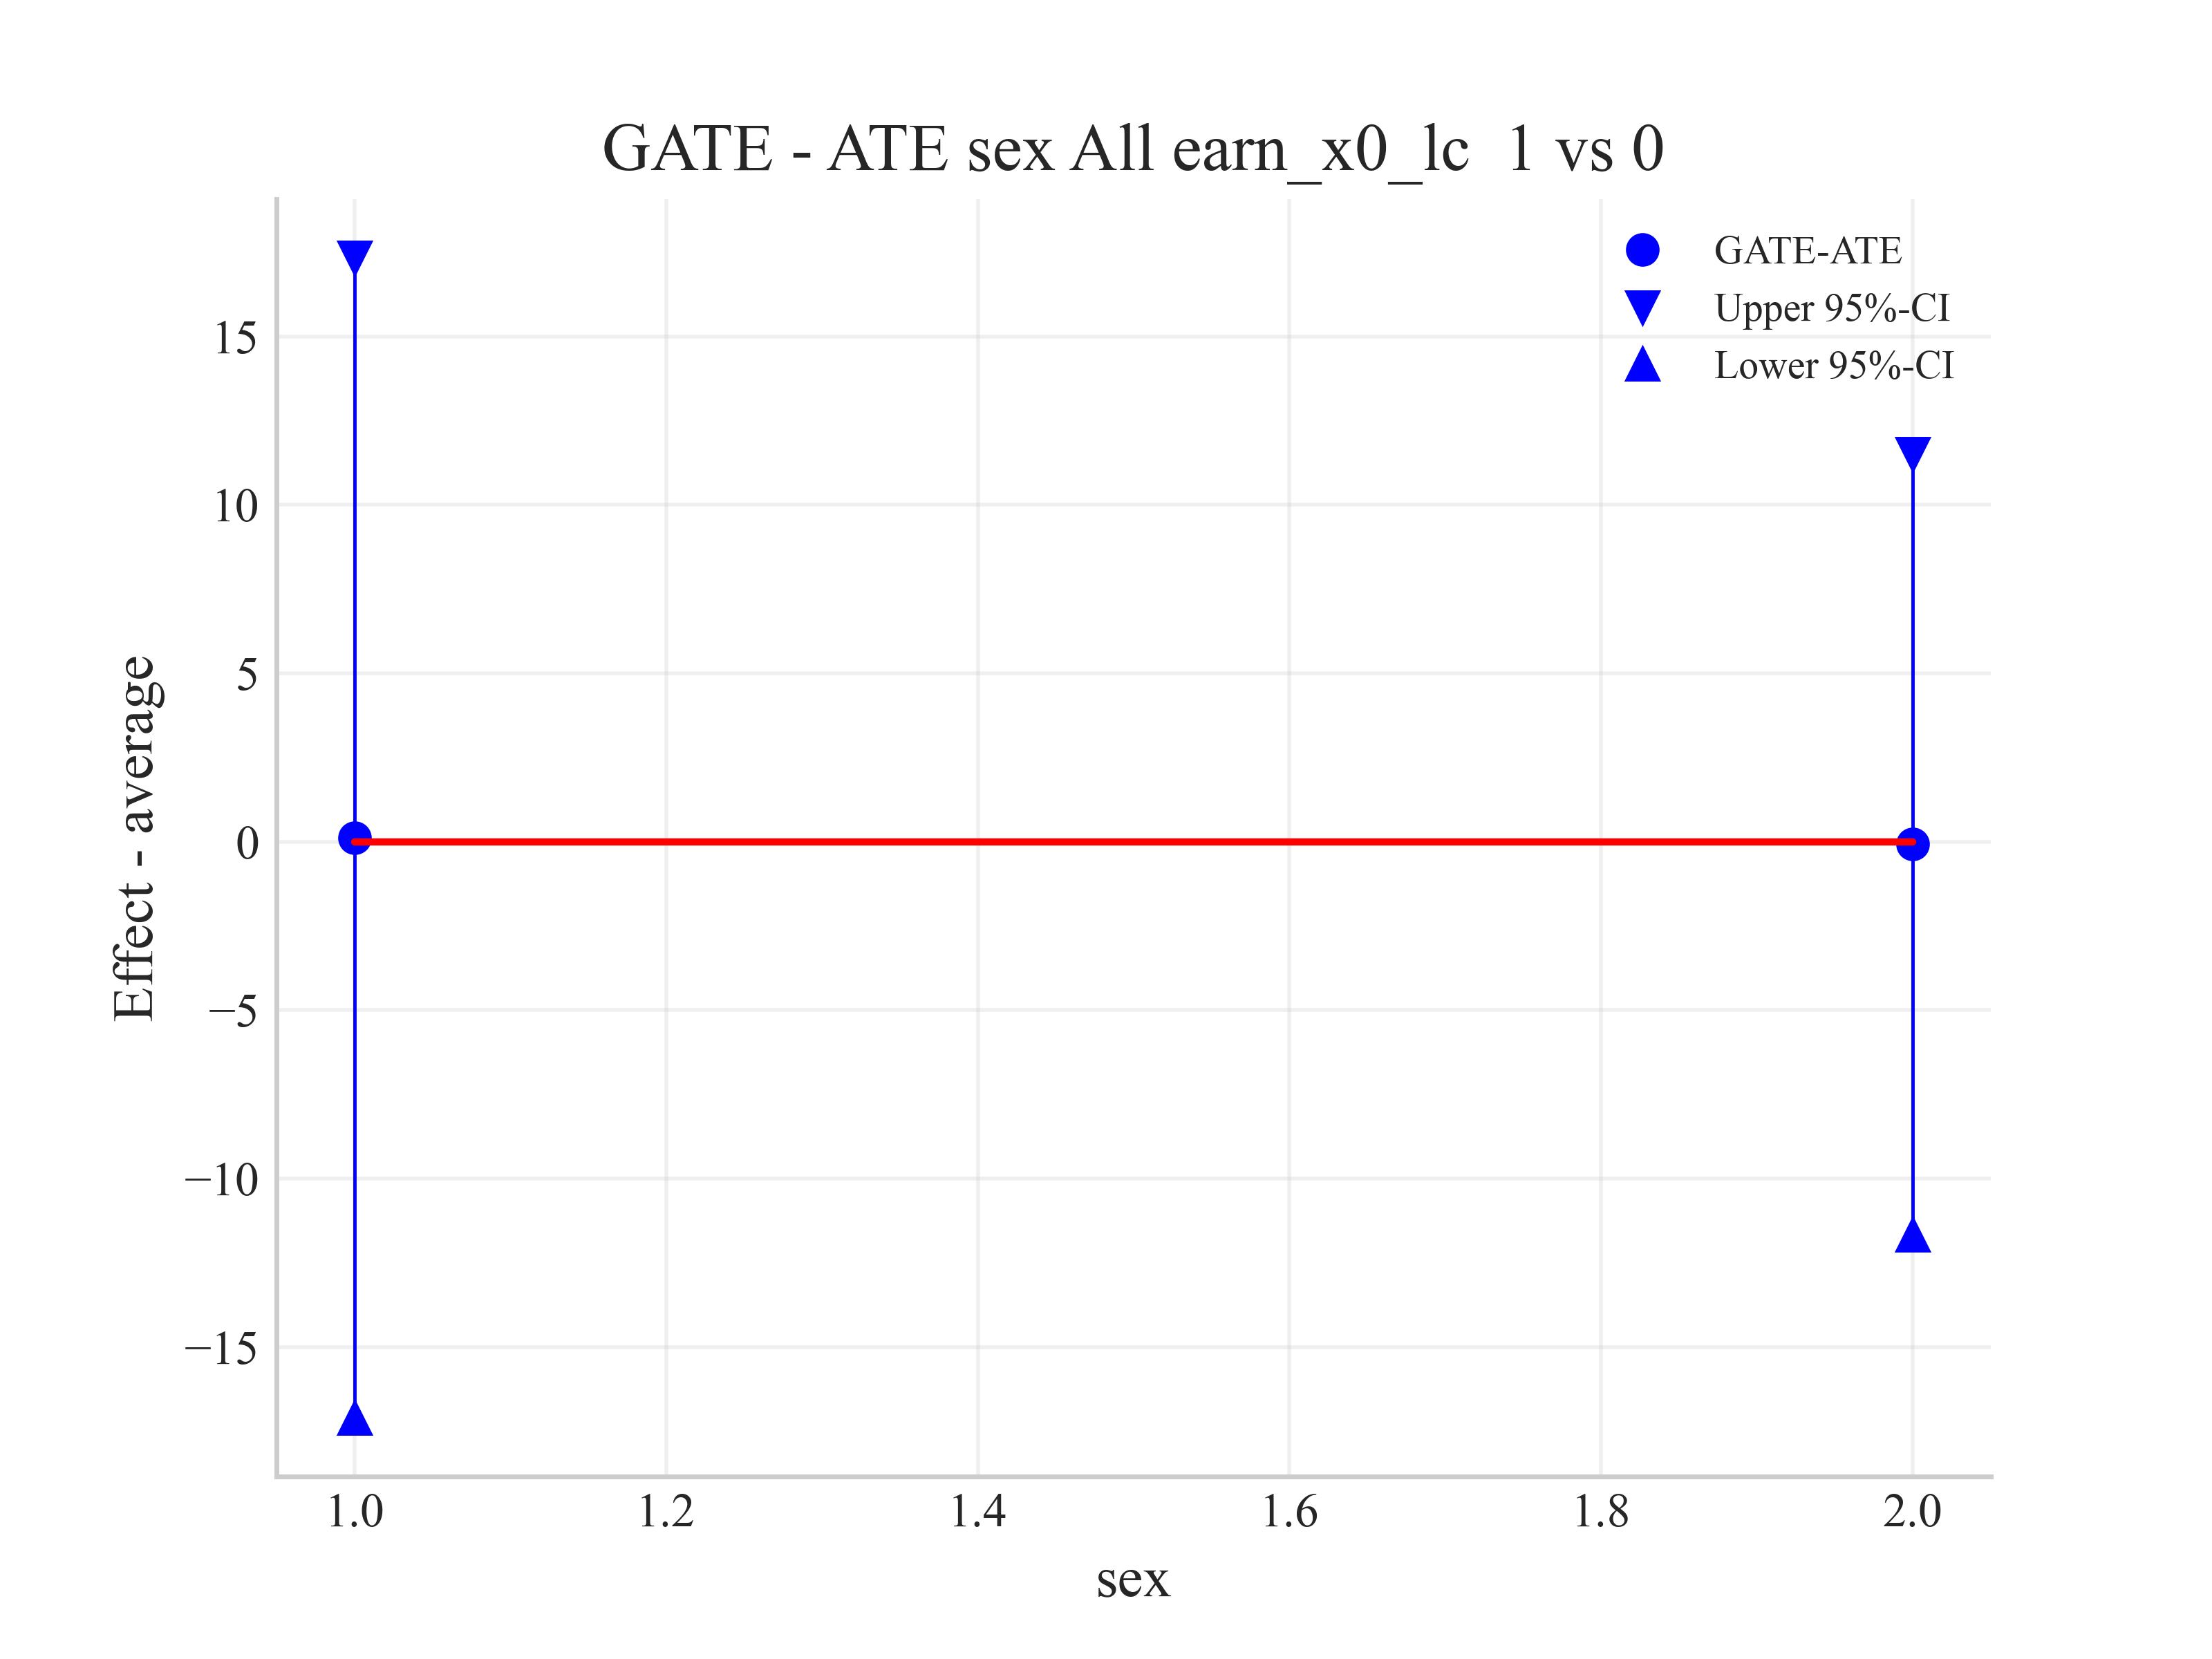 GATE - ATE sex All earn_x0_lc 1 vs 0
GATE-ATE
Upper 95%-CI
Lower 95%-CI
Effect - average
15
10
5
0
−5
−10
−15
1.0 1.2 1.4 1.6 1.8 2.0
sex